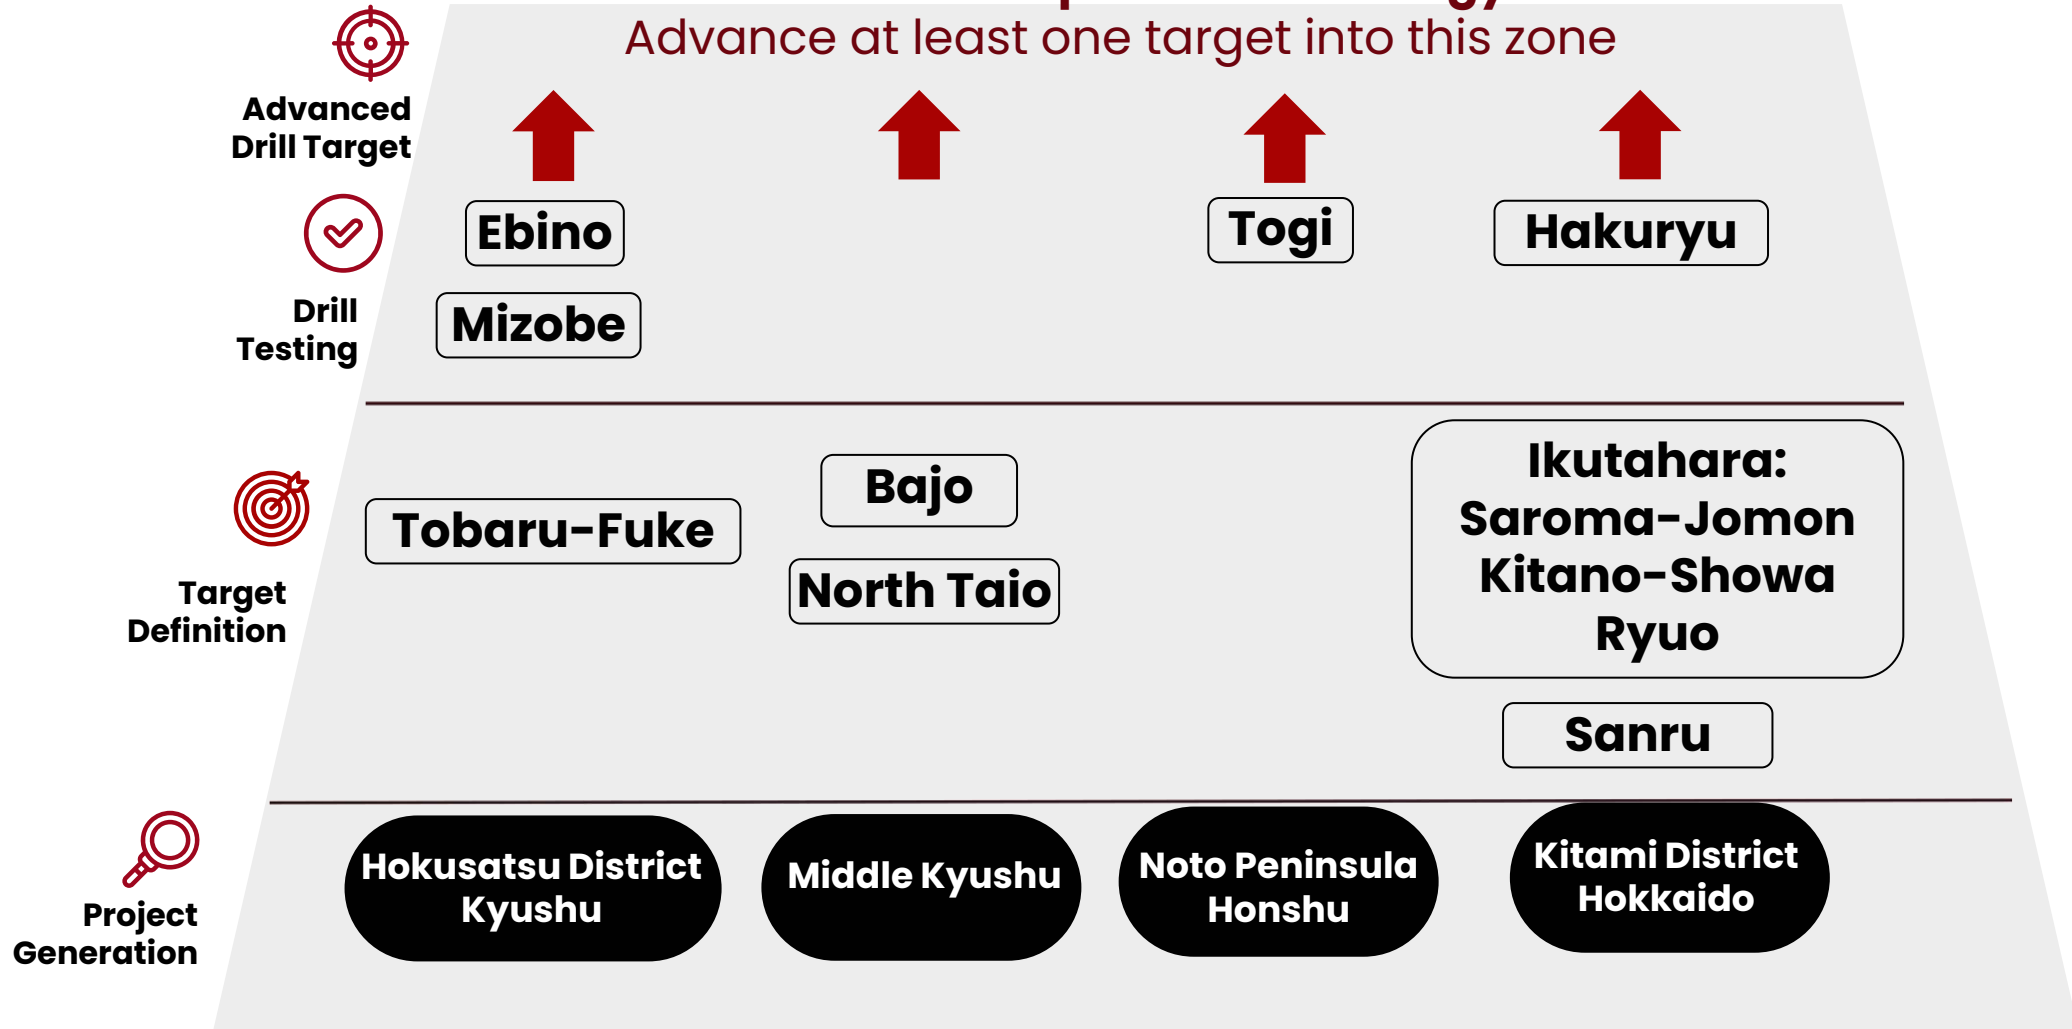 Advance at least one target into this zone
Advanced
Drill Target
Ebino
Togi
Hakuryu
Mizobe
Drill
Testing
Ikutahara:
Saroma-Jomon
Kitano-Showa
Ryuo
Bajo
Tobaru-Fuke
North Taio
Target
Definition
Sanru
Hokusatsu District
Kyushu
Middle Kyushu
Noto Peninsula
Honshu
Kitami District
Hokkaido
Project
Generation